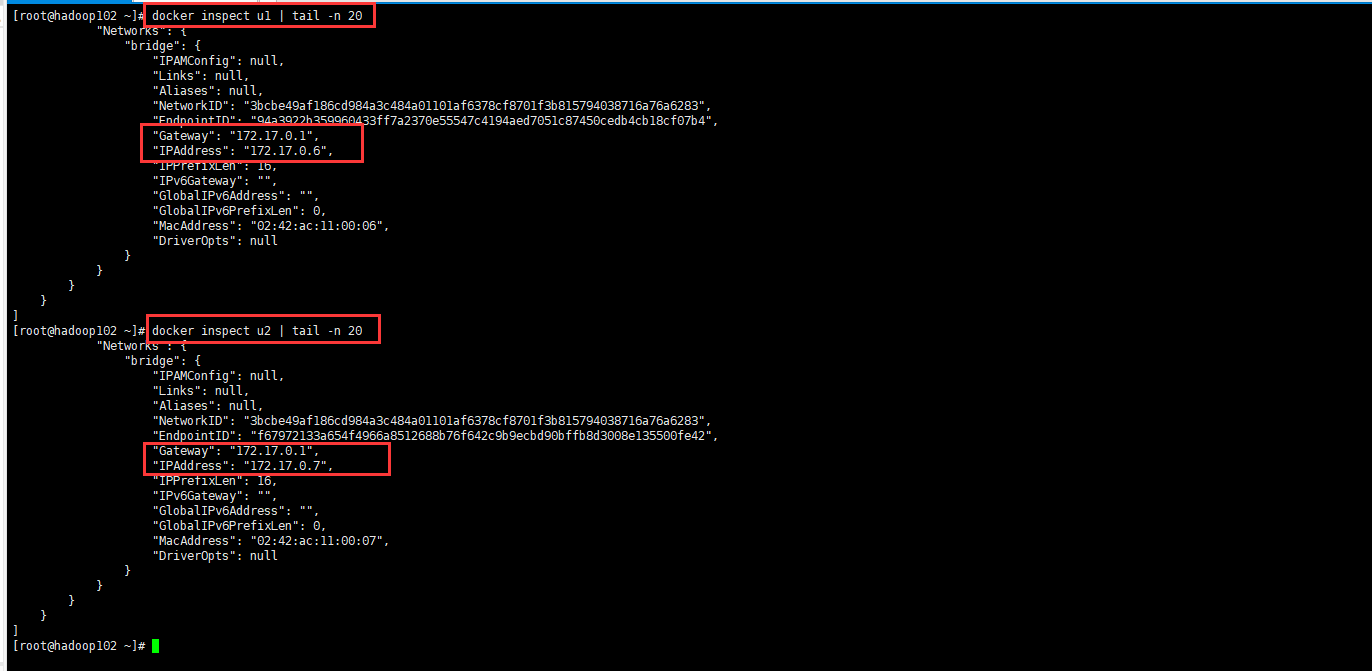 [root@hadoop102 ~]# docker inspect u1 | tail -n 20
            "Networks": {
                "bridge": {
                    "IPAMConfig": null,
                    "Links": null,
                    "Aliases": null,
                    "NetworkID": "3bcbe49af186cd984a3c484a01101af6378cf8701f3b815794038716a76a6283",
                    "EndpointID": "94a3922b359960433ff7a2370e55547c4194aed7051c87450cedb4cb18cf07b4",
                    "Gateway": "172.17.0.1",
                    "IPAddress": "172.17.0.6",
                    "IPPrefixLen": 16,
                    "IPv6Gateway": "",
                    "GlobalIPv6Address": "",
                    "GlobalIPv6PrefixLen": 0,
                    "MacAddress": "02:42:ac:11:00:06",
                    "DriverOpts": null
                }
            }
        }
    }
]
[root@hadoop102 ~]# docker inspect u2 | tail -n 20
            "Networks": {
                "bridge": {
                    "IPAMConfig": null,
                    "Links": null,
                    "Aliases": null,
                    "NetworkID": "3bcbe49af186cd984a3c484a01101af6378cf8701f3b815794038716a76a6283",
                    "EndpointID": "f67972133a654f4966a8512688b76f642c9b9ecbd90bffb8d3008e135500fe42",
                    "Gateway": "172.17.0.1",
                    "IPAddress": "172.17.0.7",
                    "IPPrefixLen": 16,
                    "IPv6Gateway": "",
                    "GlobalIPv6Address": "",
                    "GlobalIPv6PrefixLen": 0,
                    "MacAddress": "02:42:ac:11:00:07",
                    "DriverOpts": null
                }
            }
        }
    }
]
[root@hadoop102 ~]#